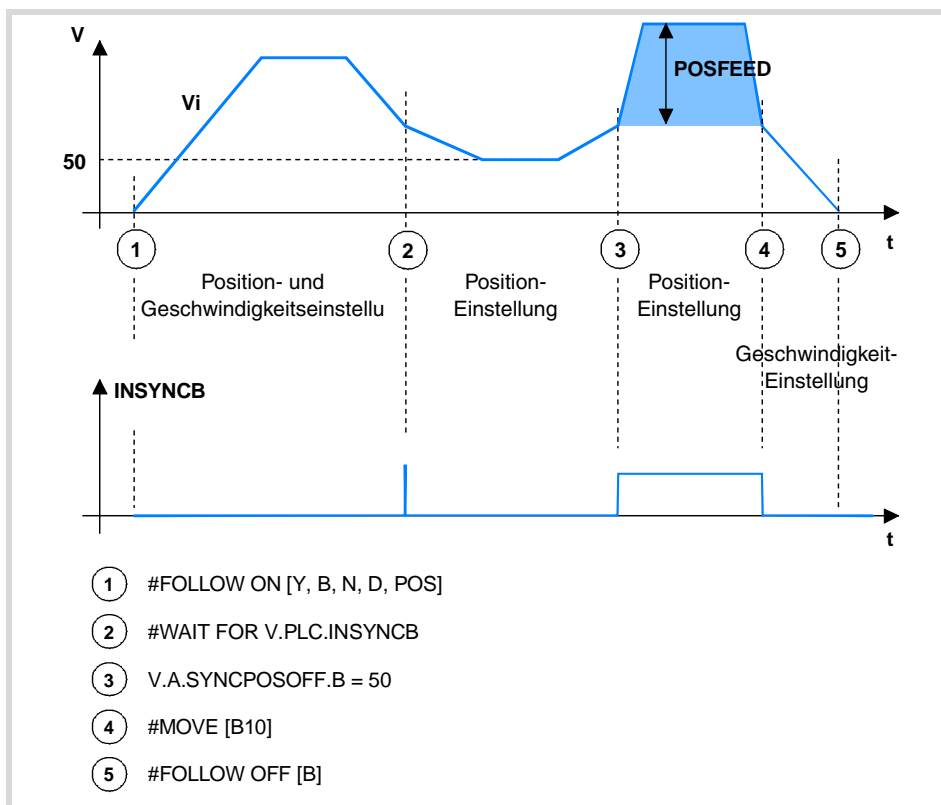 V
Vi
POSFEED
50
t
1
2
3
4
5
Position- und
Geschwindigkeitseinstellu
Position-
Einstellung
Position-
Einstellung
Geschwindigkeit-
Einstellung
INSYNCB
t
1 #FOLLOW ON [Y, B, N, D, POS]
2 #WAIT FOR V.PLC.INSYNCB
3 V.A.SYNCPOSOFF.B = 50
4 #MOVE [B10]
5 #FOLLOW OFF [B]